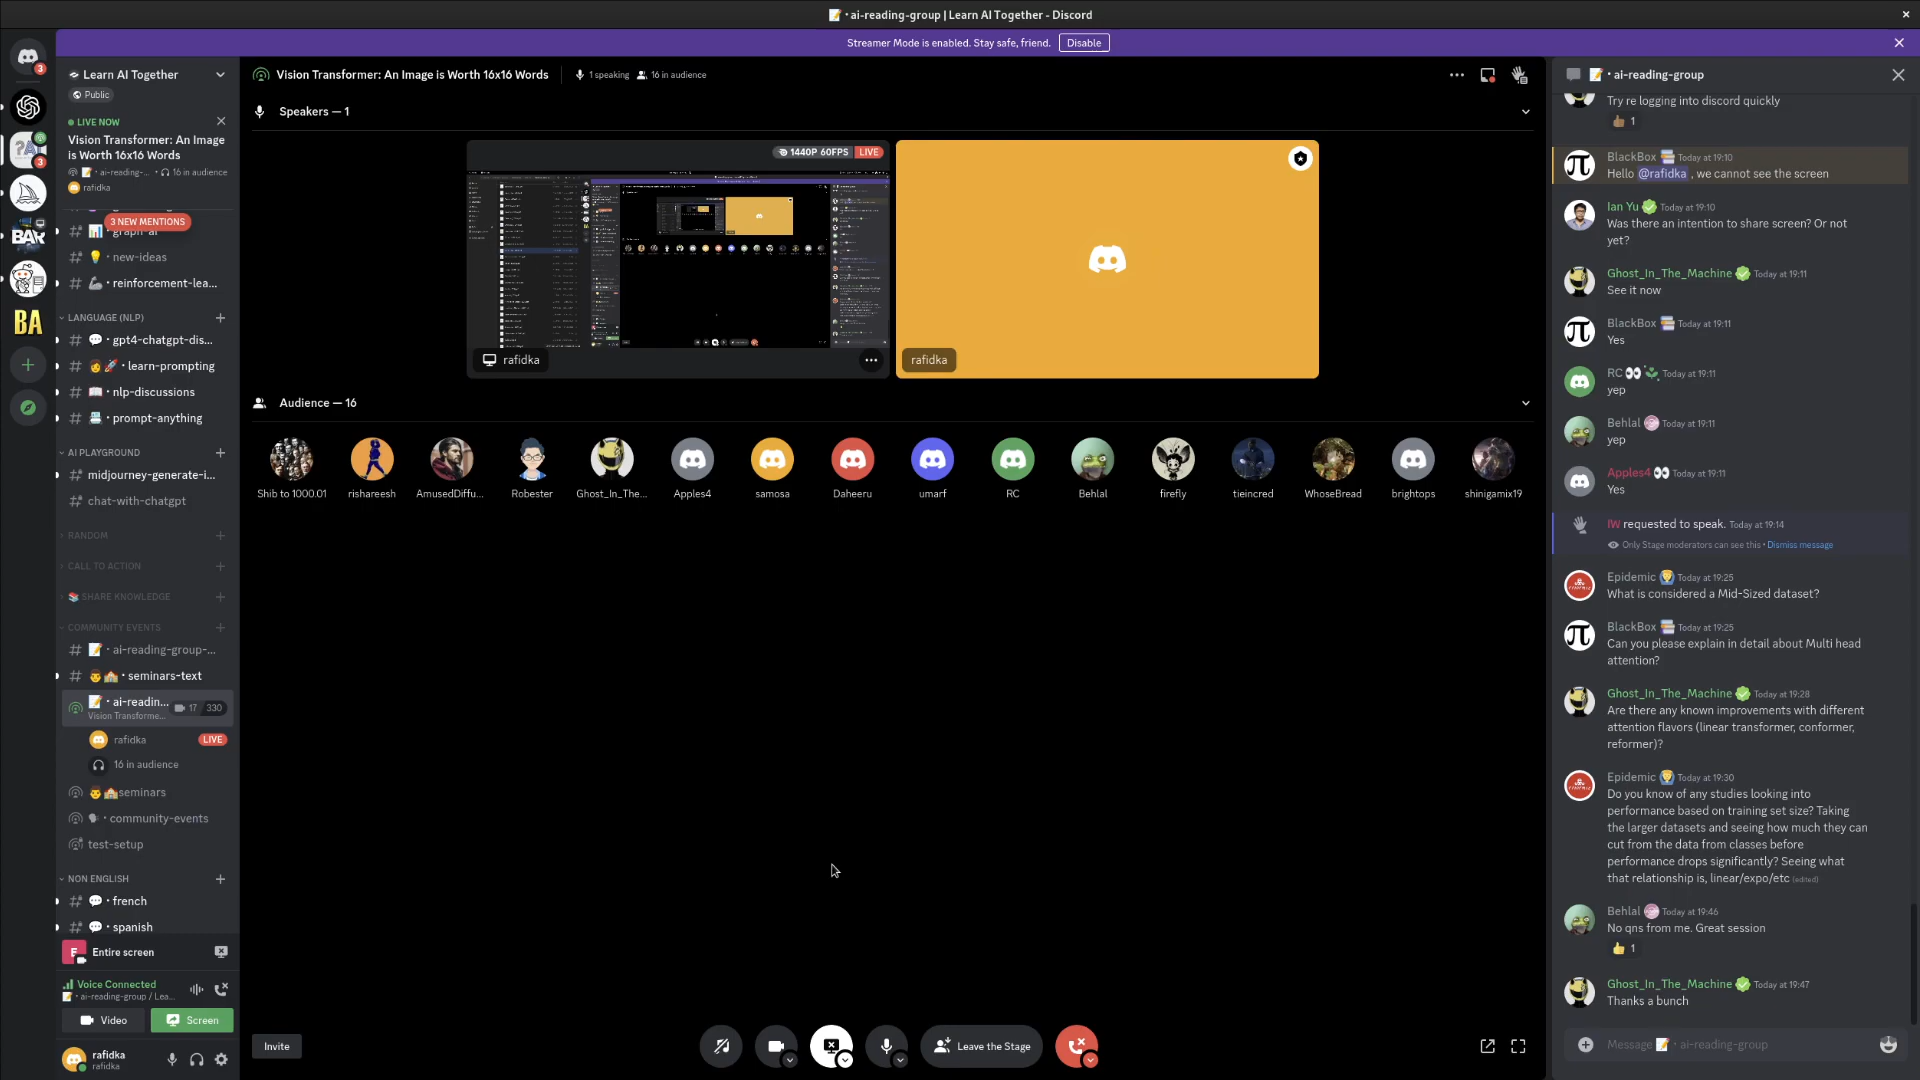 📝・ai-reading-group | Learn AI Together - Discord
Streamer Mode is enabled. Stay safe, friend.
Disable
3
3
BAR
BA
Learn AI Together
Public
LIVE NOW
Vision Transformer: An Image
is Worth 16x16 Words
📝・ai-reading-... • 16 in audience
rafidka
3 NEW MENTIONS
new-ideas
reinforcement-lea...
LANGUAGE (NLP)
gpt4-chatgpt-dis...
learn-prompting
nlp-discussions
prompt-anything
AI PLAYGROUND
midjourney-generate-i...
chat-with-chatgpt
RANDOM
CALL TO ACTION
SHARE KNOWLEDGE
COMMUNITY EVENTS
ai-reading-group-...
seminars-text
ai-readin...
17 330
Vision Transforme...
rafidka LIVE
16 in audience
seminars
community-events
test-setup
NON ENGLISH
french
spanish
E Entire screen
Voice Connected
📝・ai-reading-group / Lea...
Video
Screen
rafidka
rafidka
Vision Transformer: An Image is Worth 16x16 Words
1 speaking
16 in audience
Speakers — 1
1440P 60FPS LIVE
rafidka
rafidka
Audience — 16
Shib to 1000.01
rishareesh
AmusedDiffu...
Robester
Ghost_In_The...
Apples4
samosa
Daheeru
umarf
RC
Behlal
firefly
tieincred
WhoseBread
brightops
shinigamix19
Invite
Leave the Stage
📝・ai-reading-group
Try re logging into discord quickly
1
BlackBox Today at 19:10
Hello @rafidka , we cannot see the screen
Ian Yu Today at 19:10
Was there an intention to share screen? Or not
yet?
Ghost_In_The_Machine Today at 19:11
See it now
BlackBox Today at 19:11
Yes
RC Today at 19:11
yep
Behlal Today at 19:11
yep
Apples4 Today at 19:11
Yes
IW requested to speak. Today at 19:14
Only Stage moderators can see this • Dismiss message
Epidemic Today at 19:25
What is considered a Mid-Sized dataset?
BlackBox Today at 19:25
Can you please explain in detail about Multi head
attention?
Ghost_In_The_Machine Today at 19:28
Are there any known improvements with different
attention flavors (linear transformer, conformer,
reformer)?
Epidemic Today at 19:30
Do you know of any studies looking into
performance based on training set size? Taking
the larger datasets and seeing how much they can
cut from the data from classes before
performance drops significantly? Seeing what
that relationship is, linear/expo/etc (edited)
Behlal Today at 19:46
No qns from me. Great session
1
Ghost_In_The_Machine Today at 19:47
Thanks a bunch
Message 📝・ai-reading-group